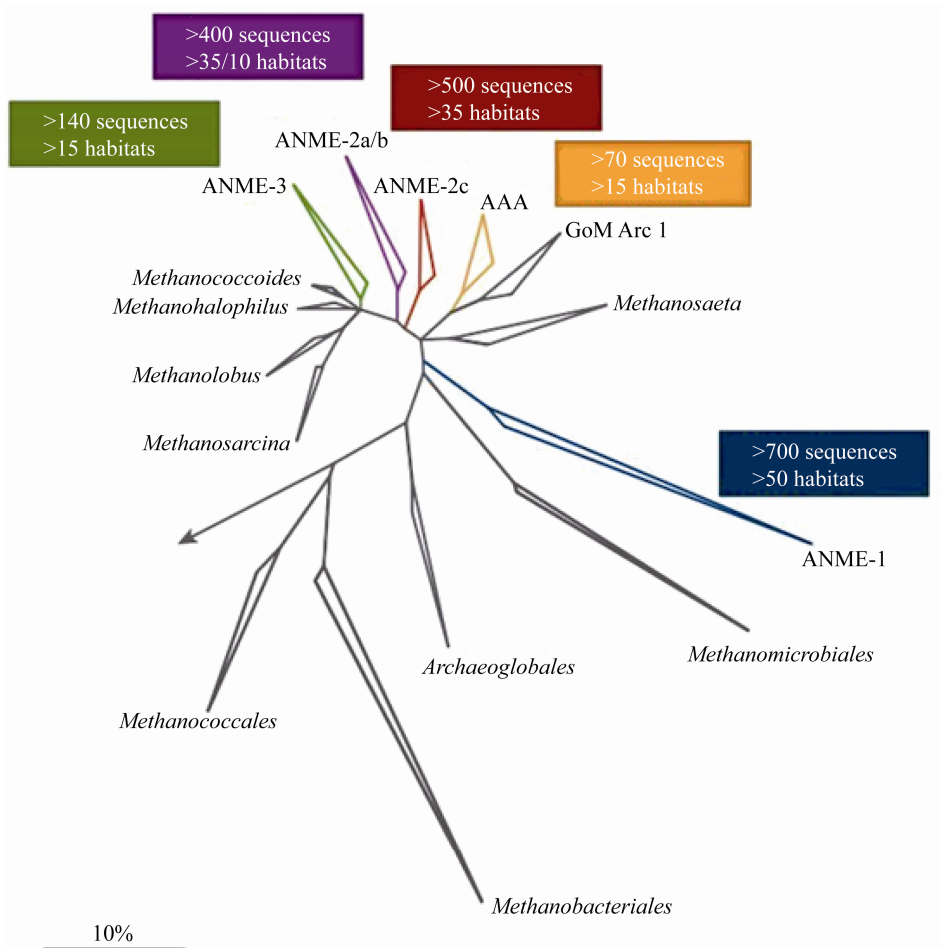 >400 sequences
>35/10 habitats
>500 sequences
>35 habitats
>140 sequences
>15 habitats
ANME-2a/b
>70 sequences
>15 habitats
ANME-3
ANME-2c
AAA
GoM Arc 1
Methanococcoides
Methanohalophilus
Methanosaeta
Methanolobus
Methanosarcina
>700 sequences
>50 habitats
ANME-1
Archaeoglobales
Methanomicrobiales
Methanococcales
Methanobacteriales
10%